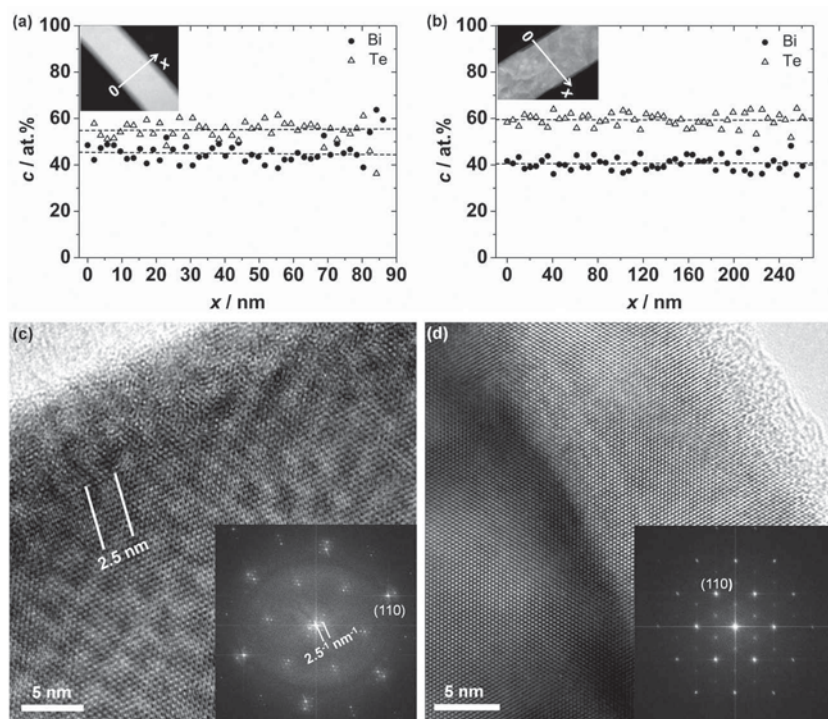 (a)
100
80
60
40
20
0
c / at.%
0
x
● Bi
△ Te
0 10 20 30 40 50 60 70 80 90
x / nm
(b)
100
80
60
40
20
0
c / at.%
0
x
● Bi
△ Te
0 40 80 120 160 200 240
x / nm
(c)
2.5 nm
5 nm
(110)
2.5⁻¹ nm⁻¹
(d)
5 nm
(110)